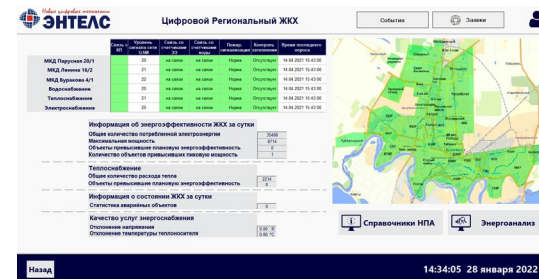 Новые цифровые технологии
ЭНТЕЛС
Цифровой Региональный ЖКХ
События
Заявки
Связь с КП
Уровень сигнала сети GSM
Связь со счетчиками ЭЭ
Связь со счетчиками воды
Пожар. сигнализация
Контроль затопления
Время последнего опроса
МКД Парусная 20/1 20 на связи на связи Норма Отсутствует 14.04.2021 15:43:00
МКД Ленина 16/2 21 на связи на связи Норма Отсутствует 14.04.2021 15:43:00
МКД Бурокова 4/1 22 на связи на связи Норма Отсутствует 14.04.2021 15:43:00
Водоснабжение 20 на связи на связи Норма Отсутствует 14.04.2021 15:43:00
Теплоснабжение 21 на связи на связи Норма Отсутствует 14.04.2021 15:43:00
Электроснабжение 20 на связи на связи Норма Отсутствует 14.04.2021 15:43:00
Информация об энергоэффективности ЖКХ за сутки
Общее количество потребленной электроэнергии 35488
Максимальная мощность 9714
Объекты превысившие плановую энергоэффективность 0
Количество объектов превысивших пиковую мощность 1
Теплоснабжение
Общее количество расхода тепла 2214
Объекты превысившие плановую энергоэффективность 0
Информация о состоянии ЖКХ за сутки
Статистика аварийных объектов 0
Качество услуг энергоснабжения
Отклонение напряжения 0.00 В
Отклонение температуры теплоносителя 0.00 °С
Справочники НПА
Энергоанализ
Назад
14:34:05 28 января 2022